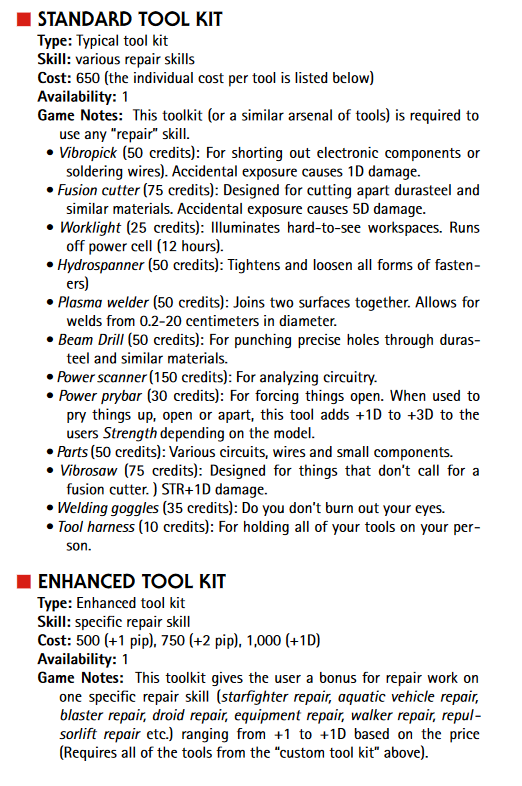 STANDARD TOOL KIT
Type: Typical tool kit
Skill: various repair skills
Cost: 650 (the individual cost per tool is listed below)
Availability: 1
Game Notes: This toolkit (or a similar arsenal of tools) is required to
use any “repair” skill.
• Vibropick (50 credits): For shorting out electronic components or
soldering wires). Accidental exposure causes 1D damage.
• Fusion cutter (75 credits): Designed for cutting apart durasteel and
similar materials. Accidental exposure causes 5D damage.
• Worklight (25 credits): Illuminates hard-to-see workspaces. Runs
off power cell (12 hours).
• Hydrospanner (50 credits): Tightens and loosen all forms of fasten-
ers)
• Plasma welder (50 credits): Joins two surfaces together. Allows for
welds from 0.2-20 centimeters in diameter.
• Beam Drill (50 credits): For punching precise holes through duras-
teel and similar materials.
• Power scanner (150 credits): For analyzing circuitry.
• Power prybar (30 credits): For forcing things open. When used to
pry things up, open or apart, this tool adds +1D to +3D to the
users Strength depending on the model.
• Parts (50 credits): Various circuits, wires and small components.
• Vibrosaw (75 credits): Designed for things that don’t call for a
fusion cutter. ) STR+1D damage.
• Welding goggles (35 credits): Do you don’t burn out your eyes.
• Tool harness (10 credits): For holding all of your tools on your per-
son.
ENHANCED TOOL KIT
Type: Enhanced tool kit
Skill: specific repair skill
Cost: 500 (+1 pip), 750 (+2 pip), 1,000 (+1D)
Availability: 1
Game Notes: This toolkit gives the user a bonus for repair work on
one specific repair skill (starfighter repair, aquatic vehicle repair,
blaster repair, droid repair, equipment repair, walker repair, repul-
sorlift repair etc.) ranging from +1 to +1D based on the price
(Requires all of the tools from the “custom tool kit” above).